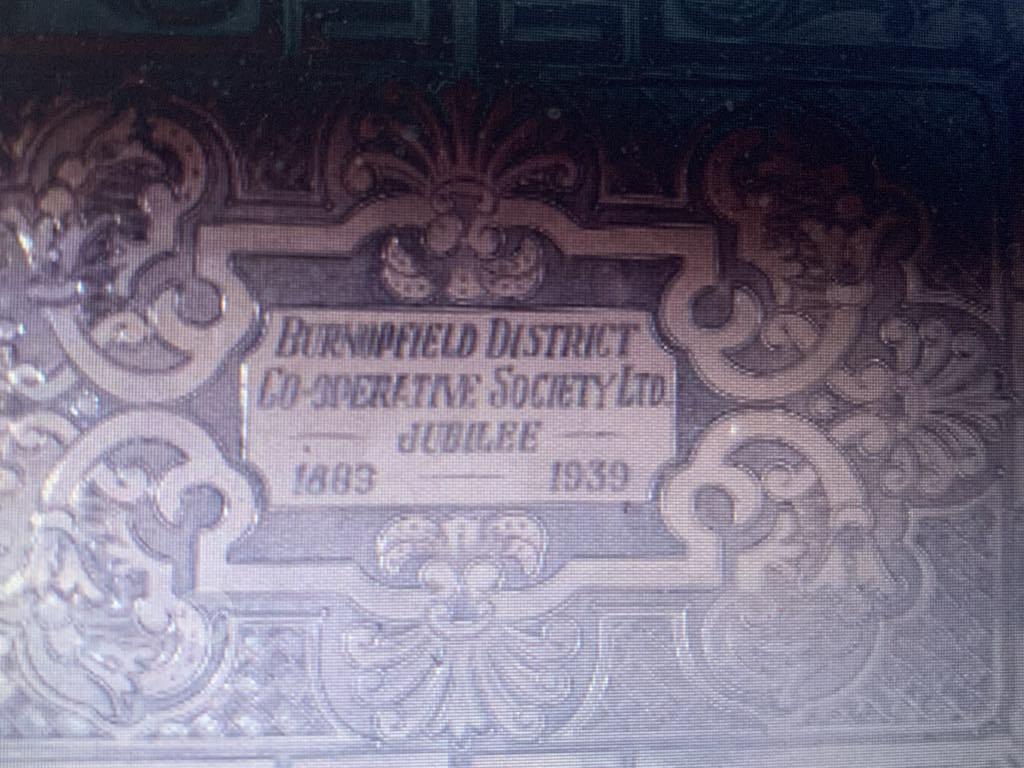 BURNOPFIELD DISTRICT
CO-OPERATIVE SOCIETY LTD
— JUBILEE —
1889 — 1939